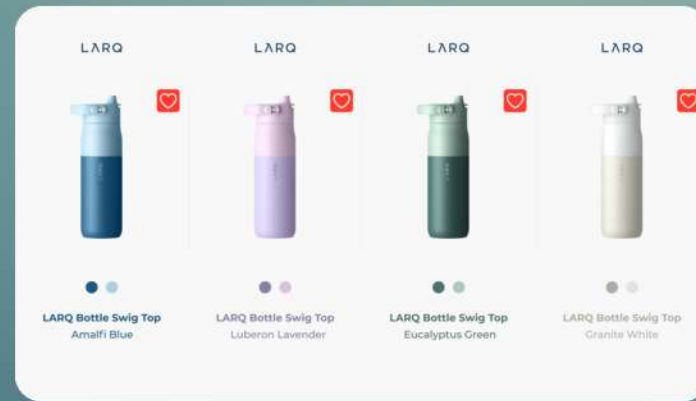 LARQ
LARQ Bottle Swig Top
Amalfi Blue
LARQ
LARQ Bottle Swig Top
Luberon Lavender
LARQ
LARQ Bottle Swig Top
Eucalyptus Green
LARQ
LARQ Bottle Swig Top
Granite White